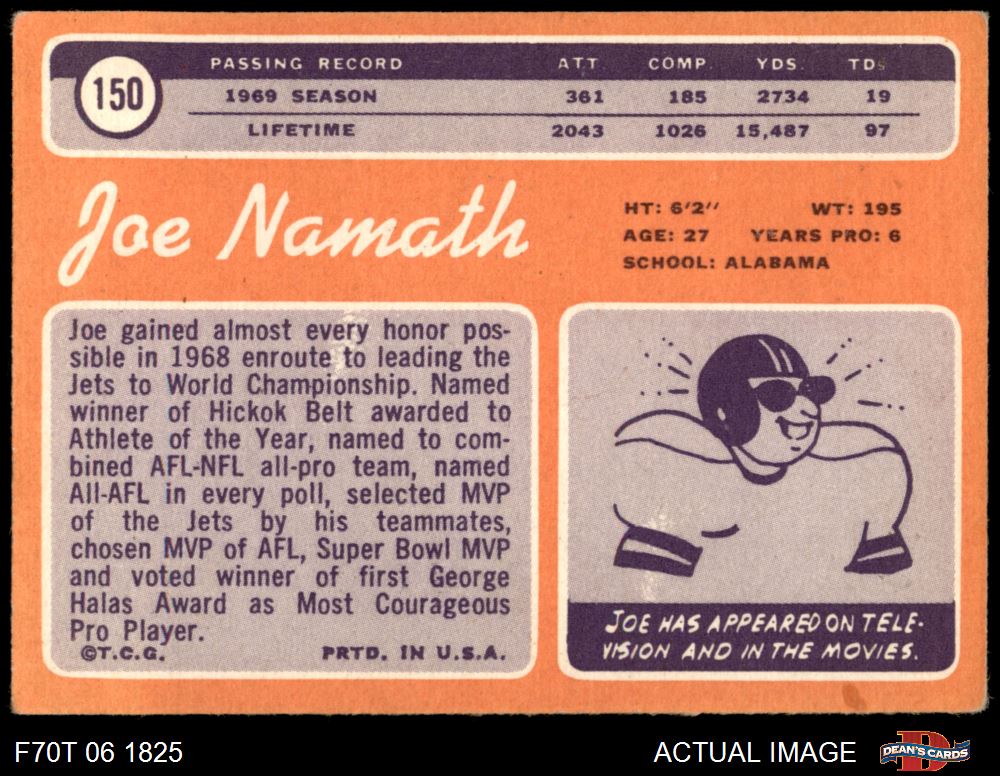 150
PASSING RECORD ATT. COMP. YDS. TDS
1969 SEASON 361 185 2734 19
LIFETIME 2043 1026 15,487 97
Joe Namath
HT: 6'2" WT: 195
AGE: 27 YEARS PRO: 6
SCHOOL: ALABAMA
Joe gained almost every honor pos-
sible in 1968 enroute to leading the
Jets to World Championship. Named
winner of Hickok Belt awarded to
Athlete of the Year, named to com-
bined AFL-NFL all-pro team, named
All-AFL in every poll, selected MVP
of the Jets by his teammates,
chosen MVP of AFL, Super Bowl MVP
and voted winner of first George
Halas Award as Most Courageous
Pro Player.
©T.C.G. PRTD. IN U.S.A.
JOE HAS APPEARED ON TELE-
VISION AND IN THE MOVIES.
F70T 06 1825 ACTUAL IMAGE D DEAN'S CARDS